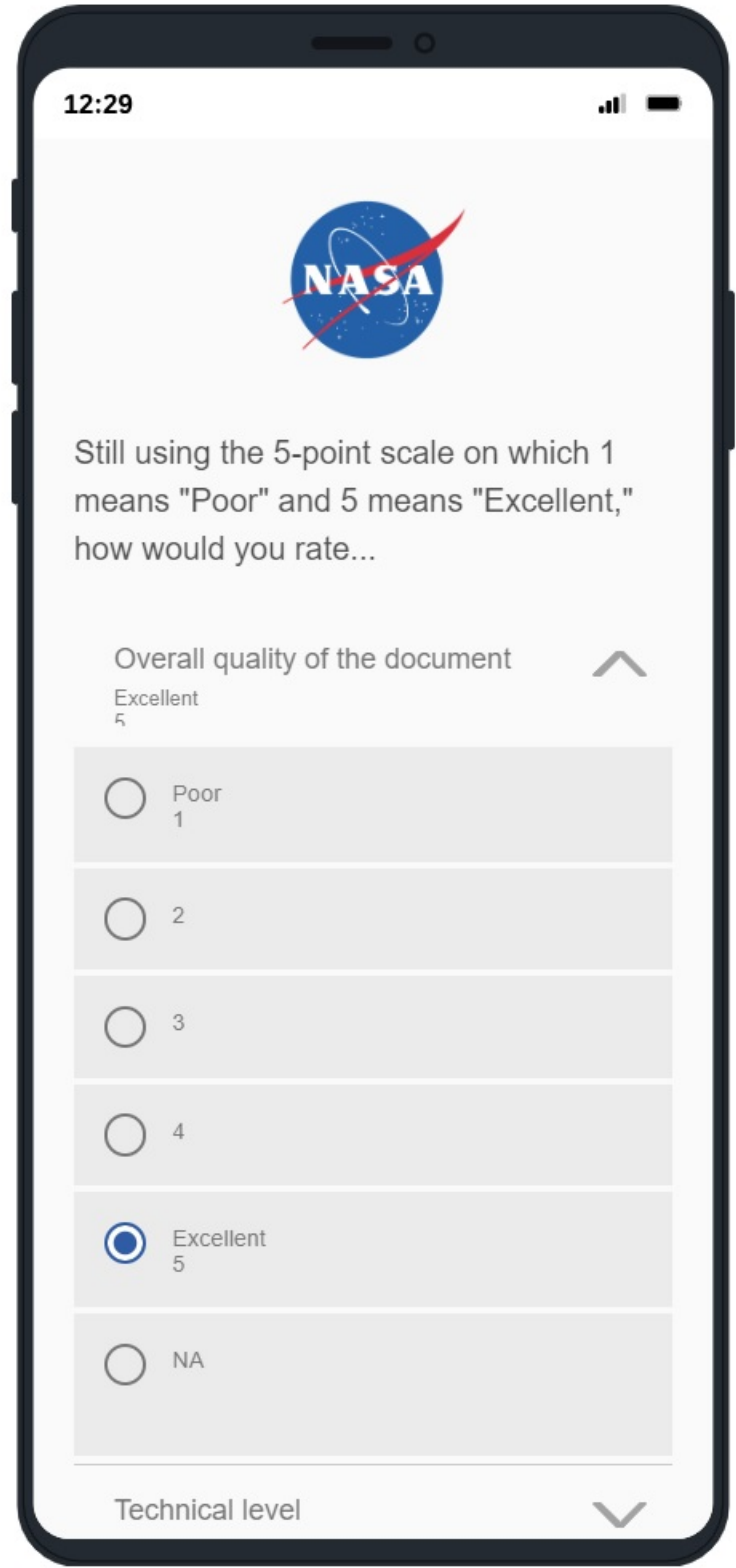 12:29
NASA
Still using the 5-point scale on which 1
means "Poor" and 5 means "Excellent,"
how would you rate...
Overall quality of the document
Excellent
5
Poor
1
2
3
4
Excellent
5
NA
Technical level